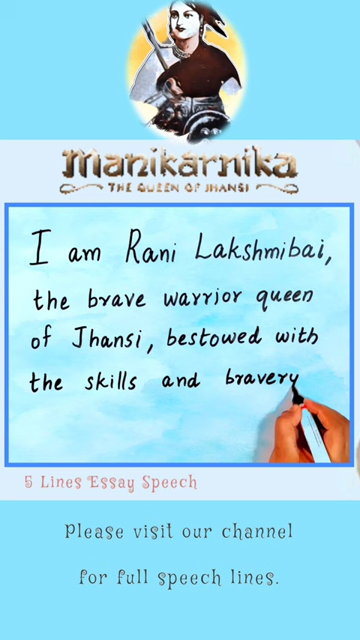 Manikarnika
THE QUEEN OF JHANSI
I am Rani Lakshmibai,
the brave warrior queen
of Jhansi, bestowed with
the skills and bravery
5 Lines Essay Speech
Please visit our channel
for full speech lines.